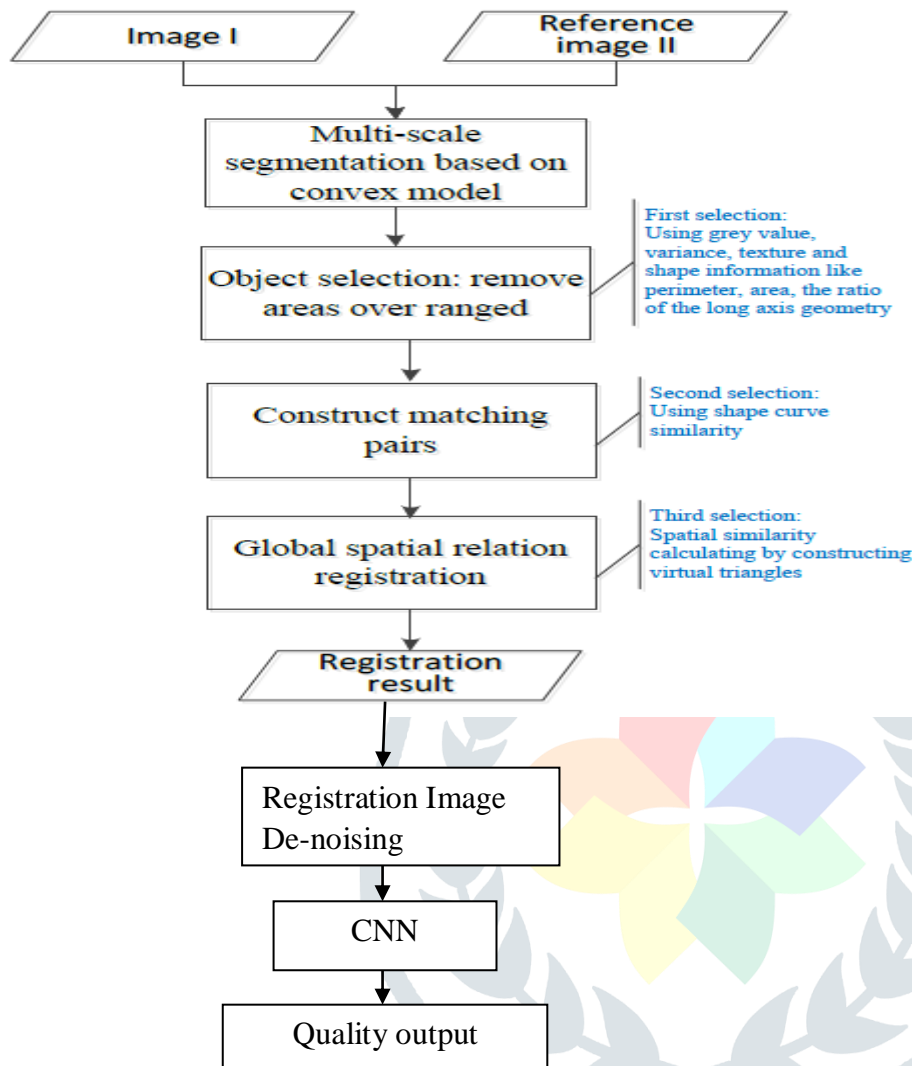 Image I
Reference
image II
Multi-scale
segmentation based on
convex model
First selection:
Using grey value,
variance, texture and
shape information like
perimeter, area, the ratio
of the long axis geometry
Object selection: remove
areas over ranged
Construct matching
pairs
Second selection:
Using shape curve
similarity
Global spatial relation
registration
Third selection:
Spatial similarity
calculating by constructing
virtual triangles
Registration
result
Registration Image
De-noising
CNN
Quality output